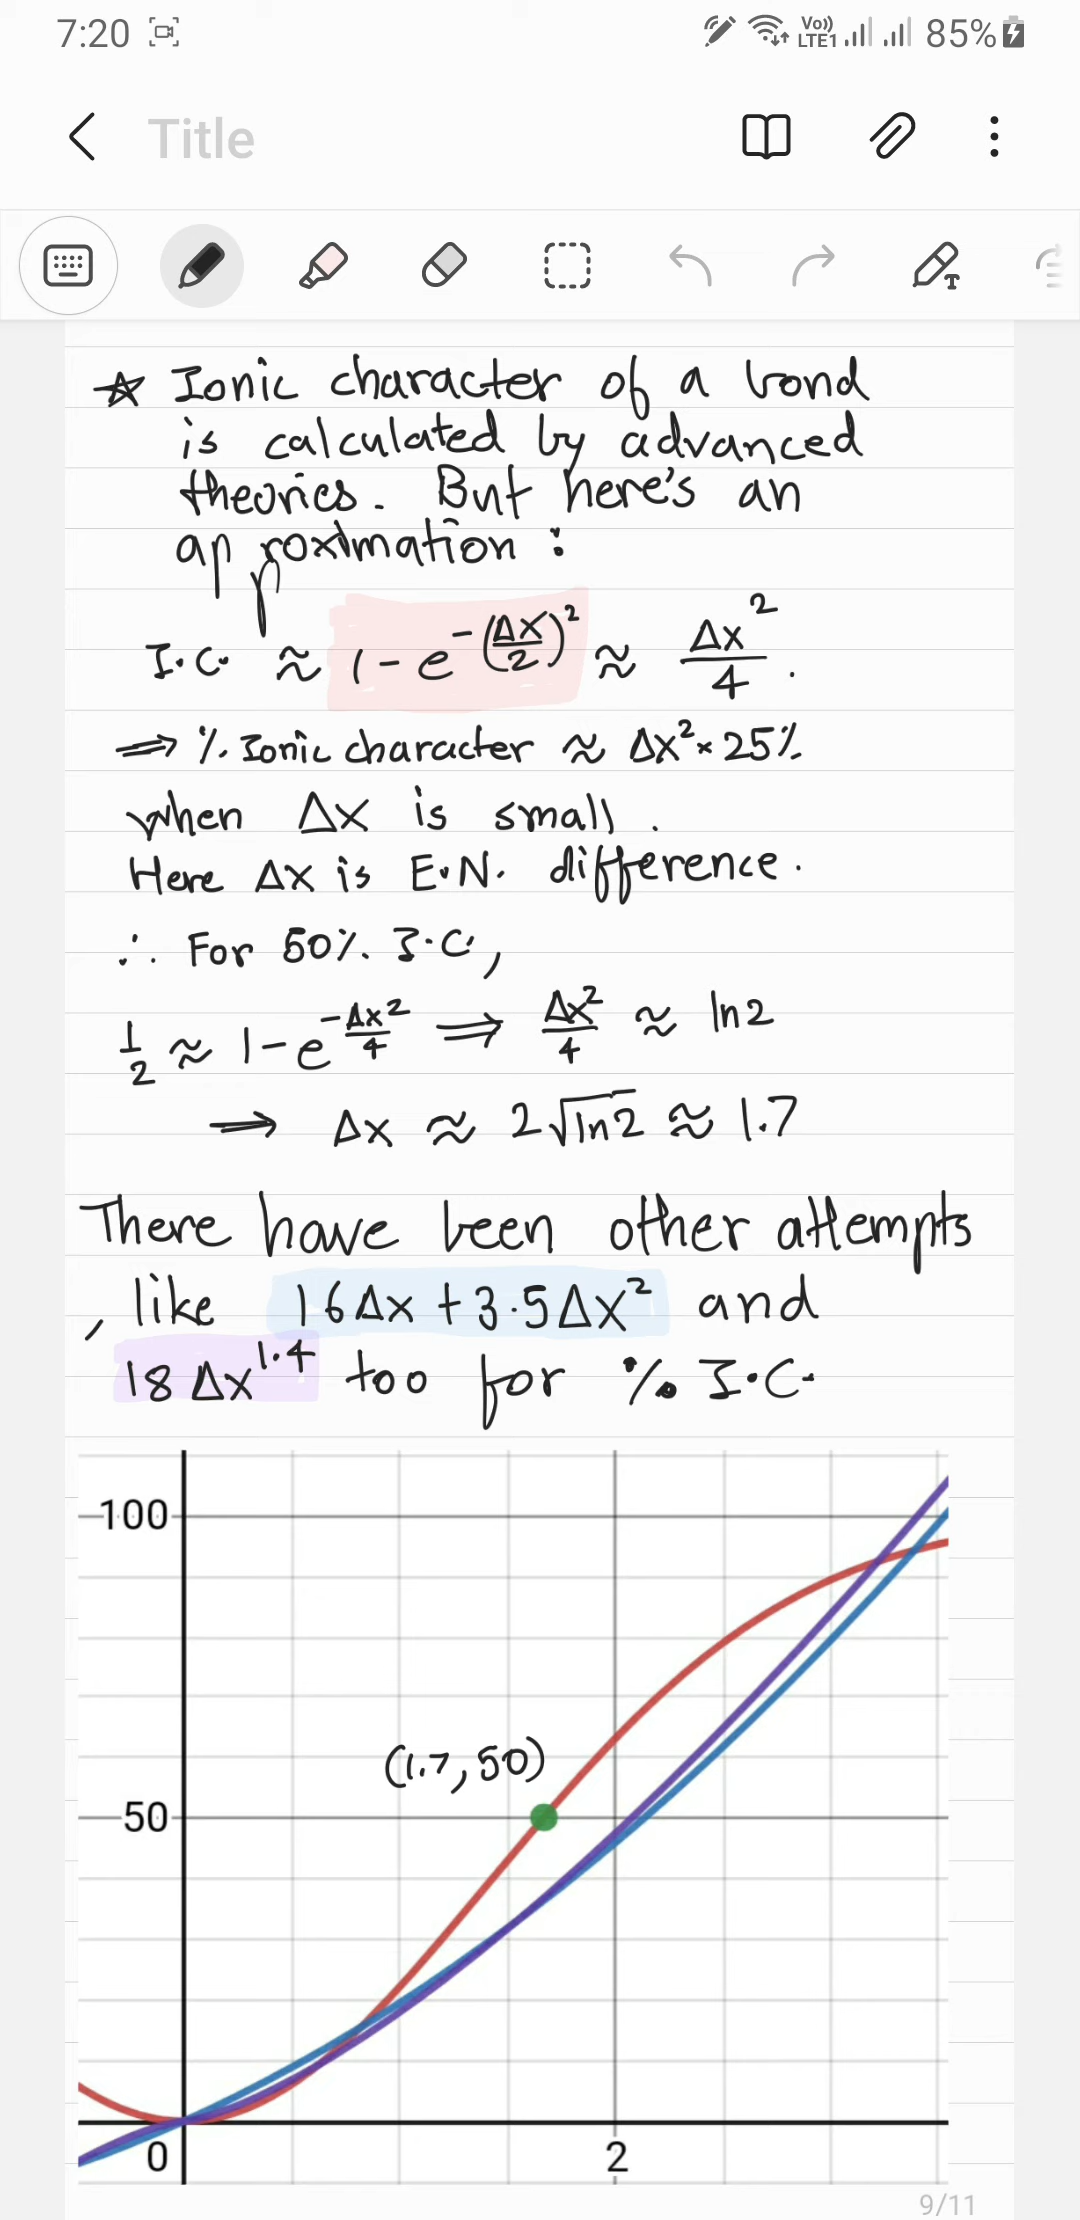 7:20 Vo)) LTE1 85%
Title
☆ Ionic character of a bond
is calculated by advanced
theories. But here's an
approximation :
I.C. ≈ 1 - e^-(Δx/2)^2 ≈ Δx^2/4 .
⟹ % Ionic character ≈ Δx^2 × 25%
when Δx is small .
Here Δx is E.N. difference .
∴ For 50% I.C,
1/2 ≈ 1 - e^-Δx^2/4 ⟹ Δx^2/4 ≈ ln2
⟹ Δx ≈ 2√ln2 ≈ 1.7
There have been other attempts
, like 16Δx + 3.5Δx^2 and
18 Δx^1.4 too for % I.C.
100
(1.7, 50)
50
0 2
9/11